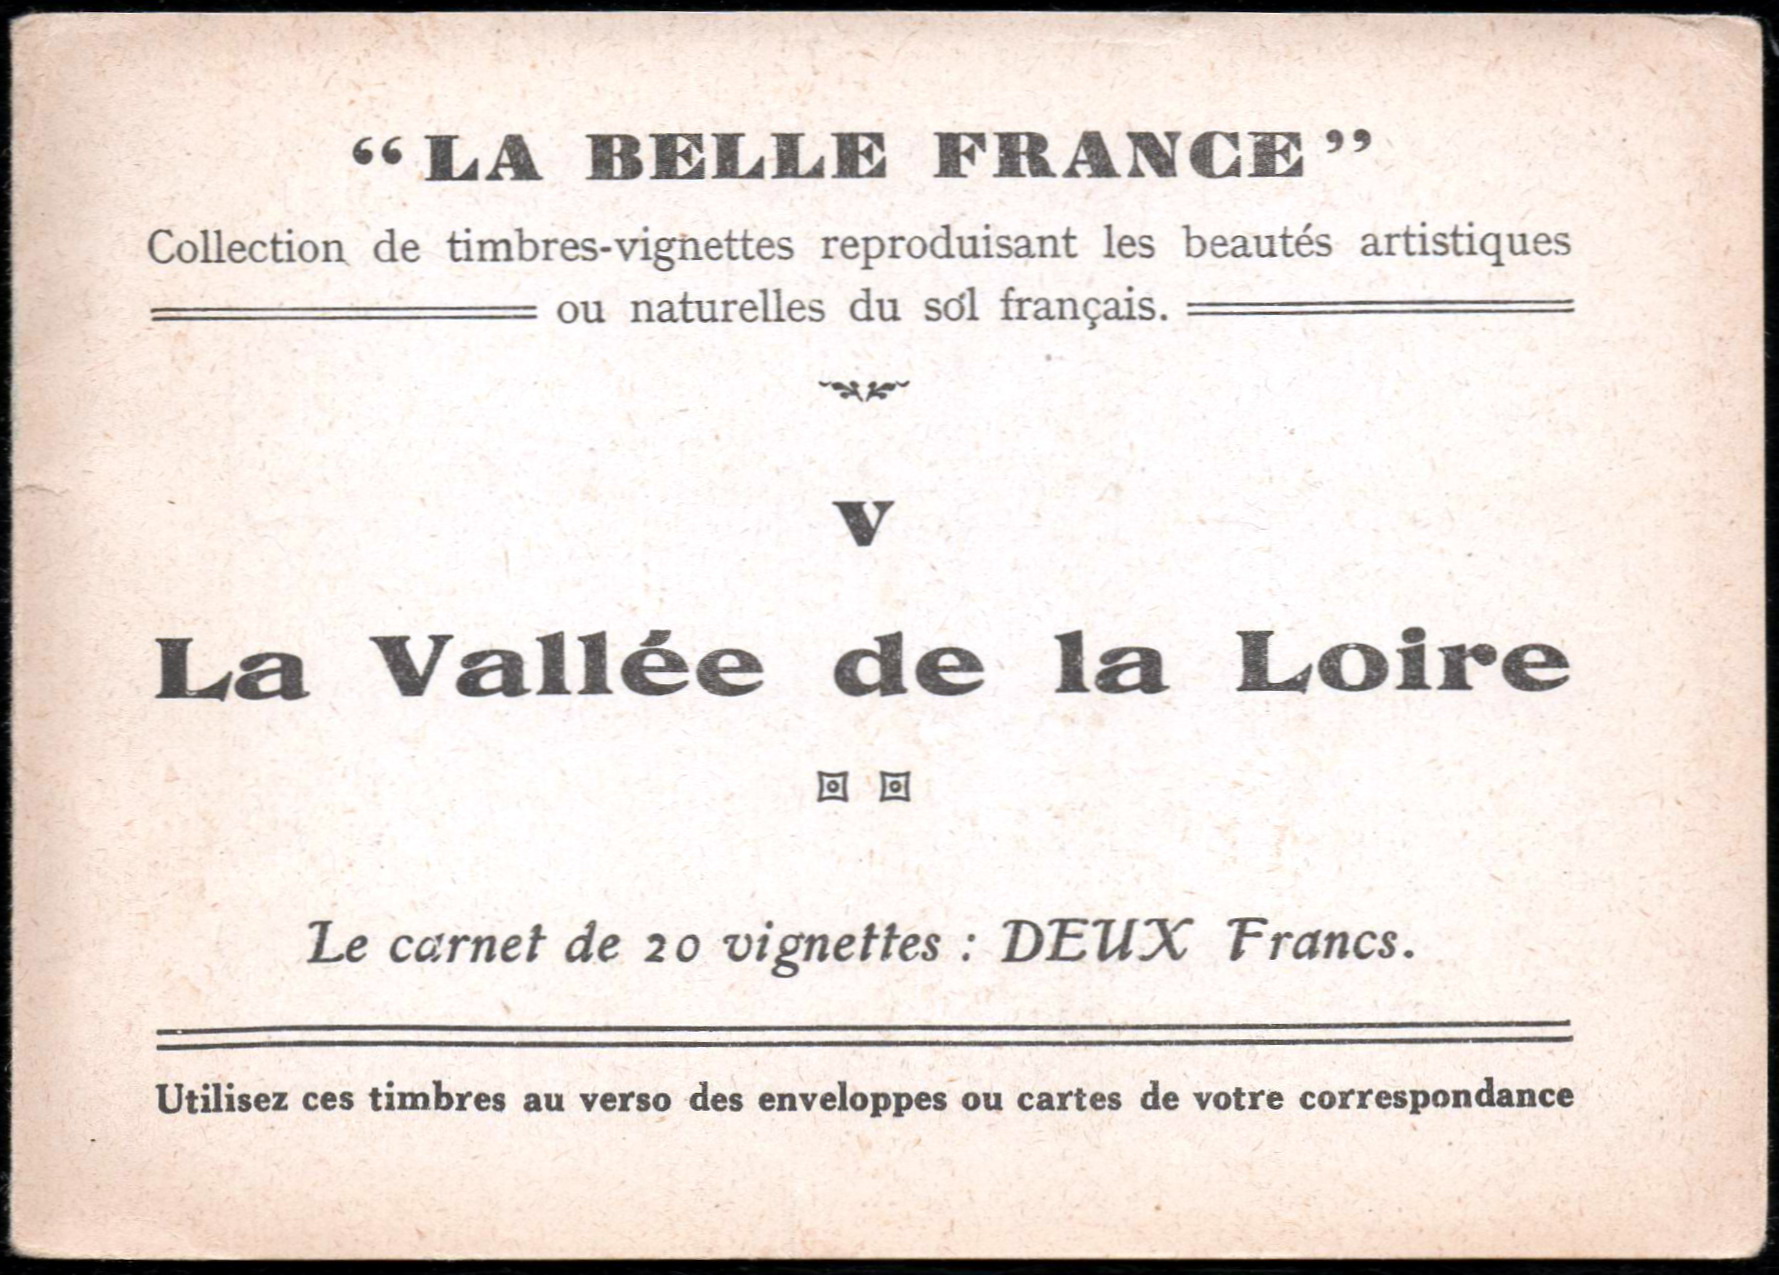 “ LA BELLE FRANCE ”
Collection de timbres-vignettes reproduisant les beautés artistiques
ou naturelles du sol français.
V
La Vallée de la Loire
Le carnet de 20 vignettes : DEUX Francs.
Utilisez ces timbres au verso des enveloppes ou cartes de votre correspondance